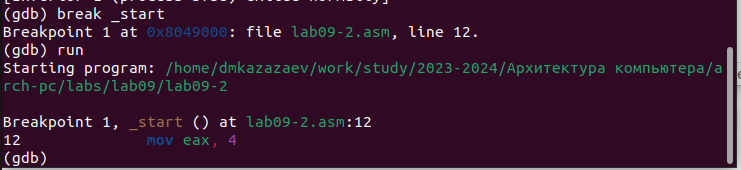 (gdb) break _start
Breakpoint 1 at 0x8049000: file lab09-2.asm, line 12.
(gdb) run
Starting program: /home/dmkazazaev/work/study/2023-2024/Архитектура компьютера/a
rch-pc/labs/lab09/lab09-2
Breakpoint 1, _start () at lab09-2.asm:12
12 mov eax, 4
(gdb)